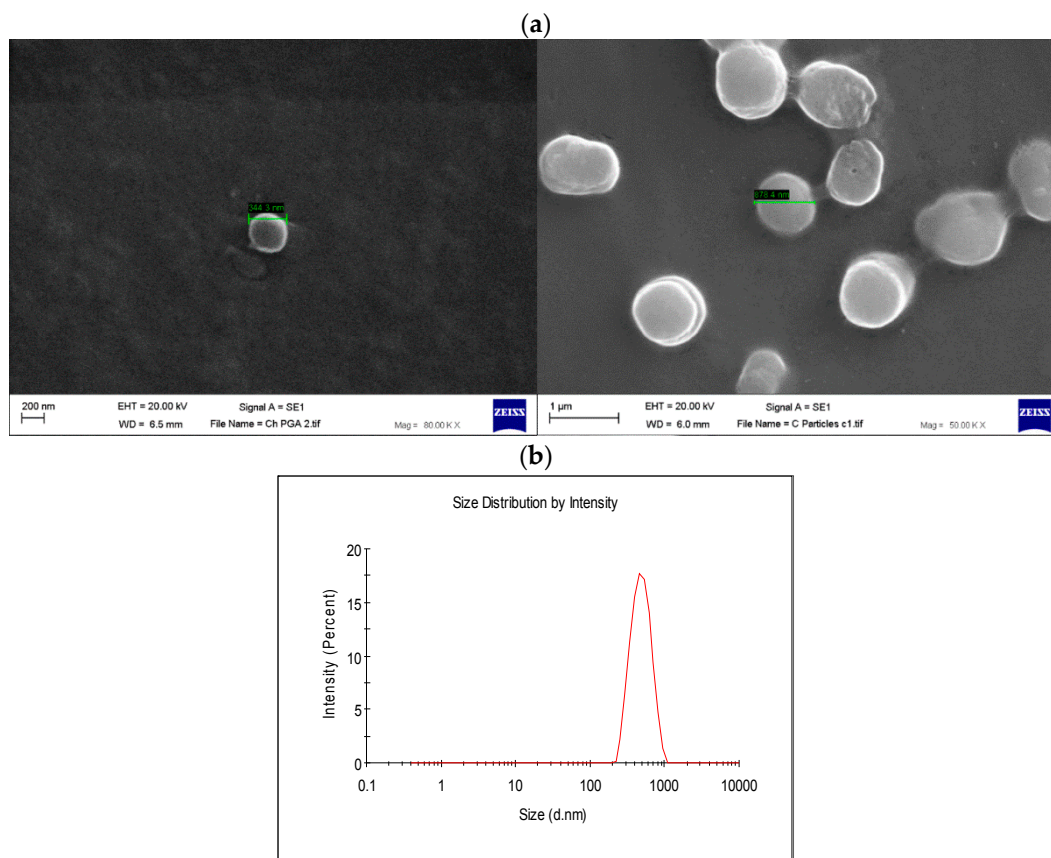 (a)
344.3 nm
878.4 nm
200 nm
EHT = 20.00 kV
Signal A = SE1
WD = 6.5 mm
File Name = Ch PGA 2.tif
Mag = 80.00 K X
ZEISS
1 µm
EHT = 20.00 kV
Signal A = SE1
WD = 6.0 mm
File Name = C Particles c1.tif
Mag = 50.00 K X
ZEISS
(b)
Size Distribution by Intensity
Intensity (Percent)
20
15
10
5
0
0.1 1 10 100 1000 10000
Size (d.nm)